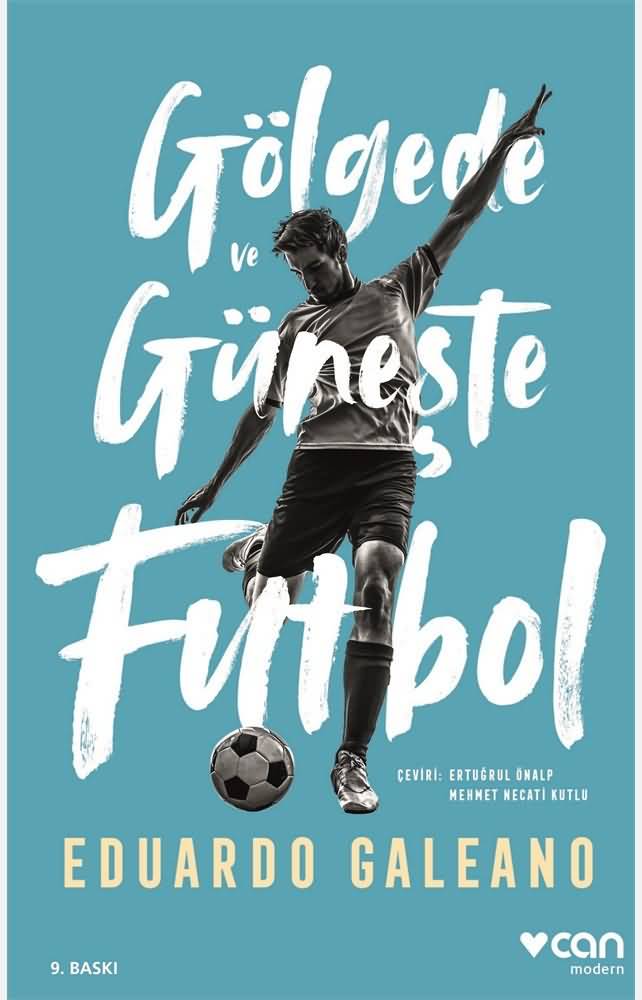 Gölgede
ve
Güneşte
Futbol
ÇEVİRİ: ERTUĞRUL ÖNALP
MEHMET NECATİ KUTLU
EDUARDO GALEANO
9. BASKI
can
modern